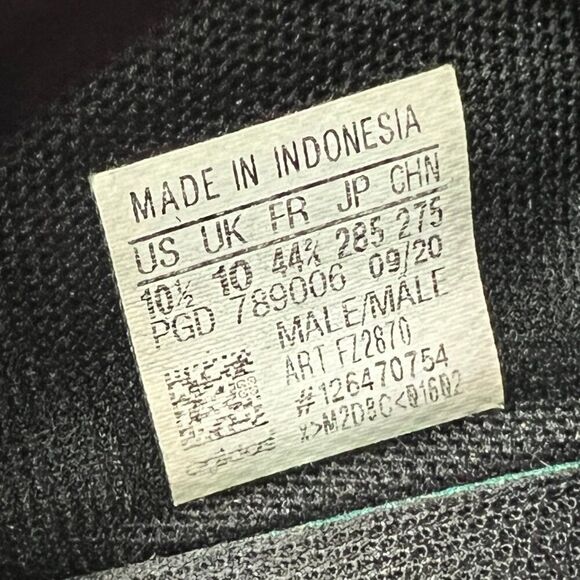 MADE IN INDONESIA
US UK FR JP CHN
10½ 10 44⅔ 285 275
PGD 789006 09/20
MALE/MALE
ART FZ2870
#126470754